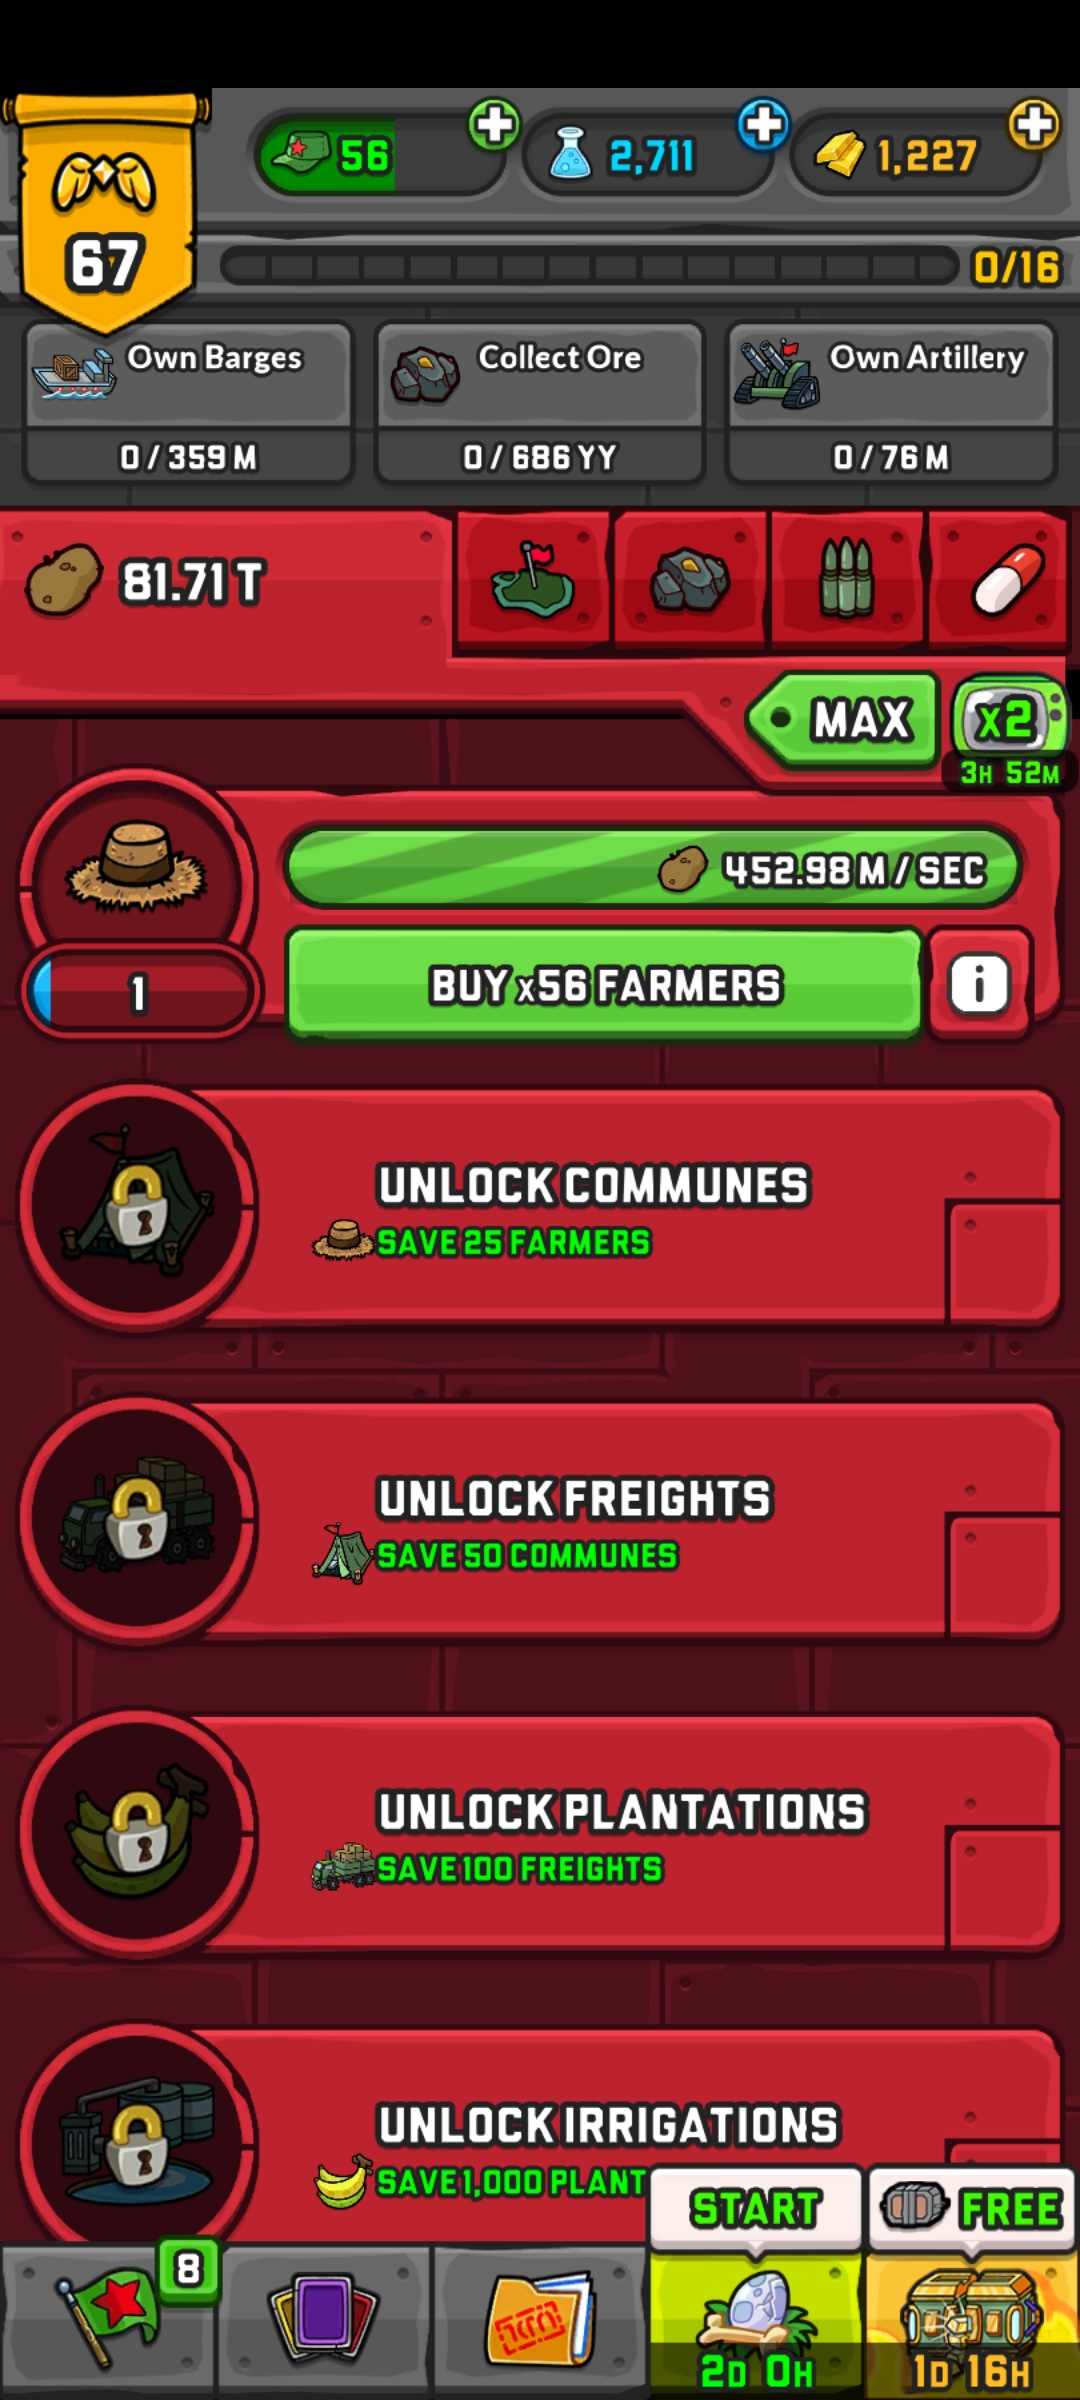 56
2,711
1,227
67
0/16
Own Barges
0 / 359 M
Collect Ore
0 / 686 YY
Own Artillery
0 / 76 M
81.71 T
MAX
x2
3H 52M
452.98 M / SEC
1
BUY x56 FARMERS
i
UNLOCK COMMUNES
SAVE 25 FARMERS
UNLOCK FREIGHTS
SAVE 50 COMMUNES
UNLOCK PLANTATIONS
SAVE 100 FREIGHTS
UNLOCK IRRIGATIONS
SAVE 1,000 PLANT
START
FREE
8
2D 0H
1D 16H